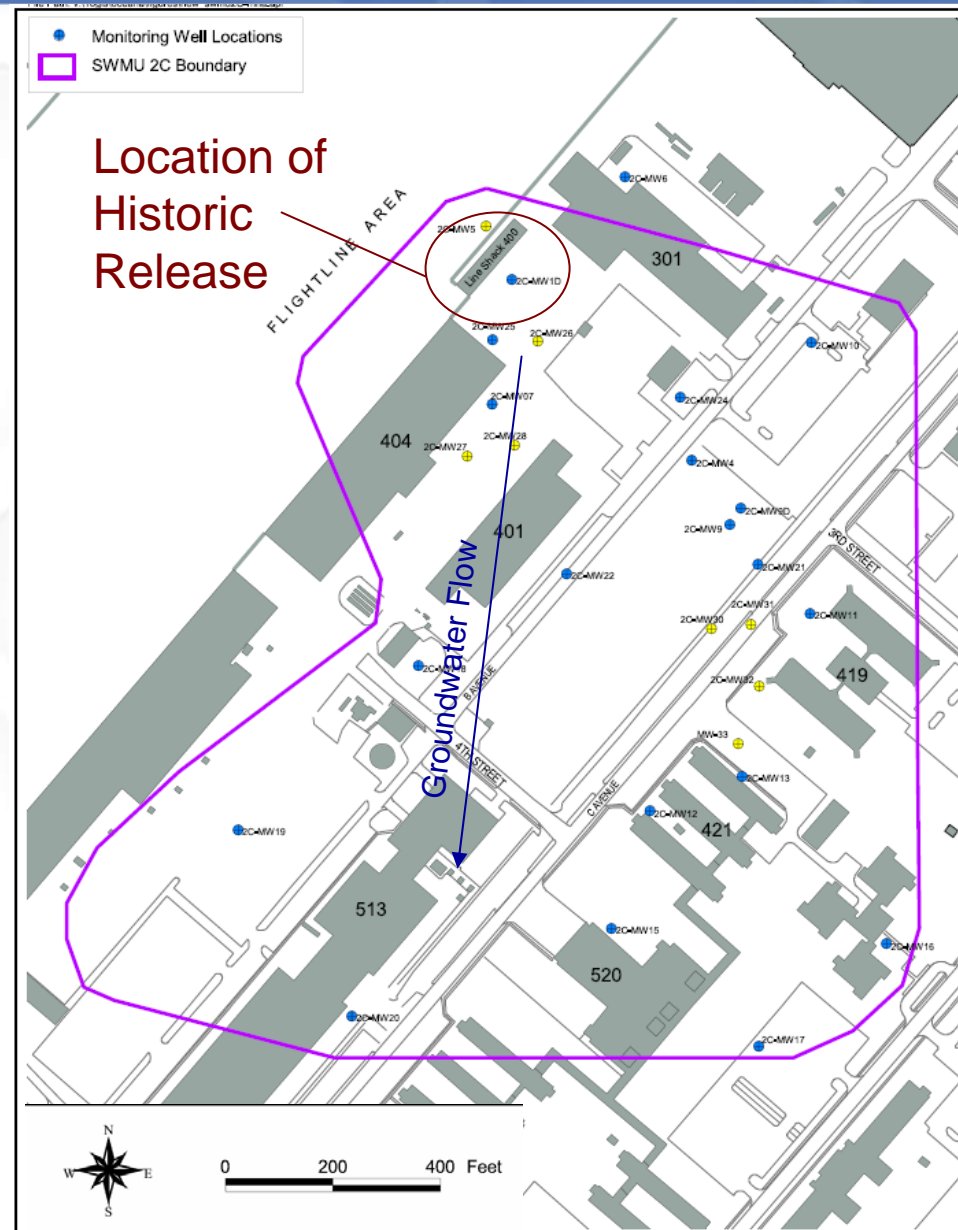 Monitoring Well Locations
SWMU 2C Boundary
Location of
Historic
Release
FLIGHTLINE AREA
2C-MW6
2C-MW5
Line Shack 400
301
2C-MW1D
2C-MW25
2C-MW26
2C-MW10
2C-MW24
2C-MW07
404
2C-MW28
2C-MW27
2C-MW4
2C-MW9D
2C-MW9
401
3RD STREET
2C-MW21
2C-MW22
2C-MW31
2C-MW30
2C-MW11
Groundwater Flow
B AVENUE
2C-MW32
419
4TH STREET
MW-33
2C-MW13
C AVENUE
2C-MW12
421
2C-MW19
513
2C-MW15
2C-MW16
520
2C-MW20
2C-MW17
N
W
E
S
0
200
400 Feet